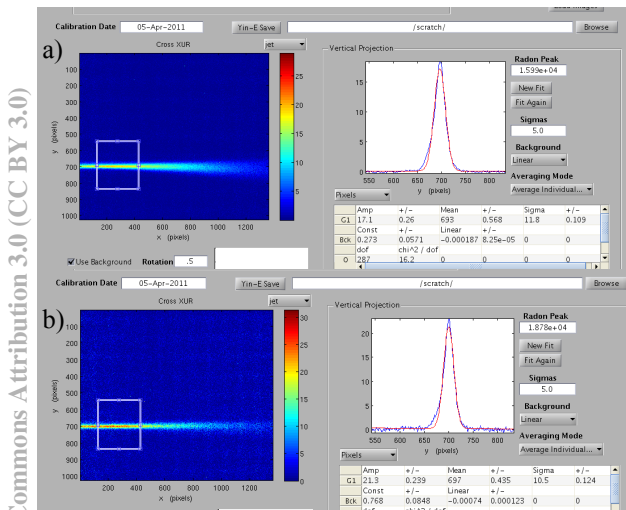 Commons Attribution 3.0 (CC BY 3.0)
Calibration Date 05-Apr-2011 Yin-E Save /scratch/ Browse
a)
Cross XUR jet
100
200
300
400
500
600
700
800
900
1000
y (pixels)
200 400 600 800 1000 1200
x (pixels)
25
20
15
10
5
Use Background Rotation .5
Vertical Projection
15
10
5
0
550 600 650 700 750 800
y (pixels)
Radon Peak
1.599e+04
New Fit
Fit Again
Sigmas
5.0
Background
Linear
Averaging Mode
Average Individual...
Pixels
Amp +/- Mean +/- Sigma +/-
G1 17.1 0.26 693 0.568 11.8 0.109
Const +/- Linear +/-
Bck 0.273 0.0571 -0.000187 8.25e-05 0 0
dof chi^2 / dof
0 287 16.2 0 0 0 0
Calibration Date 05-Apr-2011 Yin-E Save /scratch/ Browse
b)
Cross XUR jet
100
200
300
400
500
600
700
800
900
1000
y (pixels)
200 400 600 800 1000 1200
x (pixels)
30
25
20
15
10
5
0
Vertical Projection
20
15
10
5
0
550 600 650 700 750 800
y (pixels)
Radon Peak
1.878e+04
New Fit
Fit Again
Sigmas
5.0
Background
Linear
Averaging Mode
Average Individual...
Pixels
Amp +/- Mean +/- Sigma +/-
G1 21.3 0.239 697 0.435 10.5 0.124
Const +/- Linear +/-
Bck 0.768 0.0848 -0.00074 0.000123 0 0